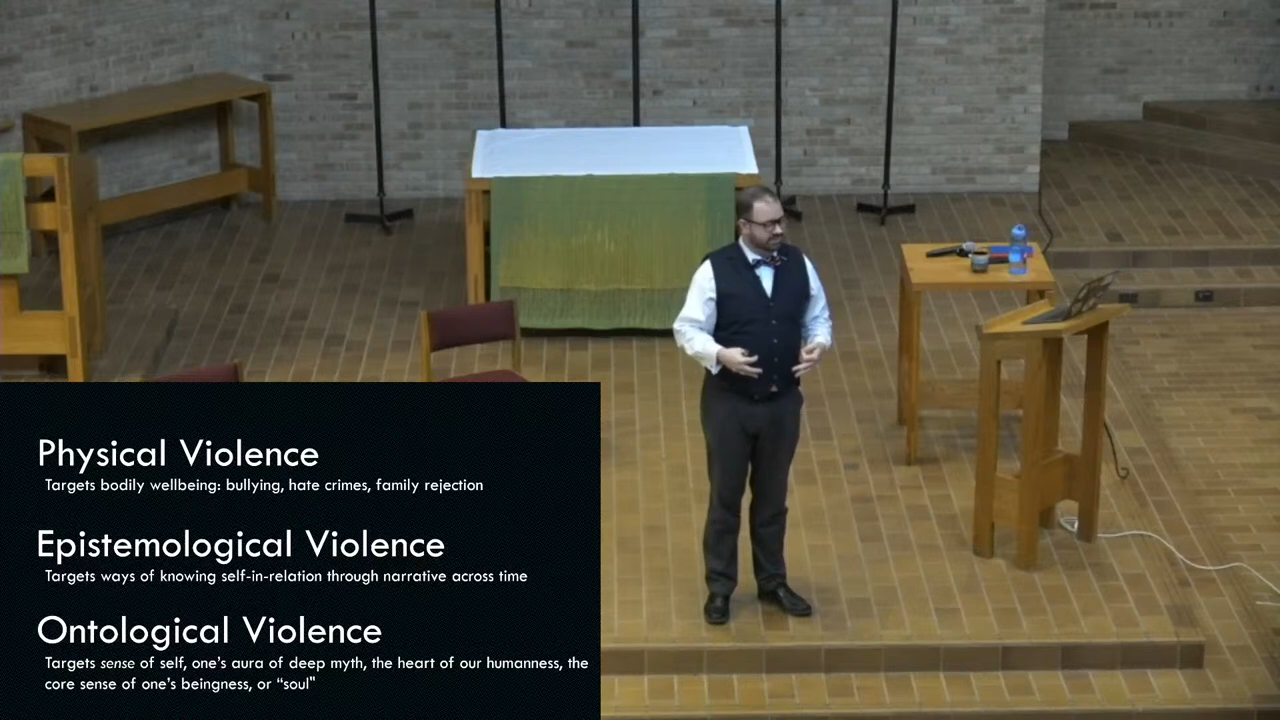 Physical Violence
Targets bodily wellbeing: bullying, hate crimes, family rejection
Epistemological Violence
Targets ways of knowing self-in-relation through narrative across time
Ontological Violence
Targets sense of self, one’s aura of deep myth, the heart of our humanness, the
core sense of one’s beingness, or “soul"